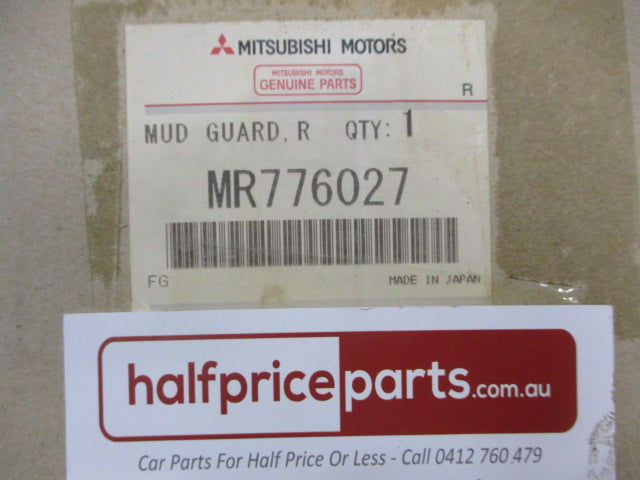 MITSUBISHI MOTORS
MITSUBISHI MOTORS
GENUINE PARTS
R
MUD GUARD, R QTY: 1
MR776027
FG MADE IN JAPAN
halfpriceparts.com.au
Car Parts For Half Price Or Less - Call 0412 760 479